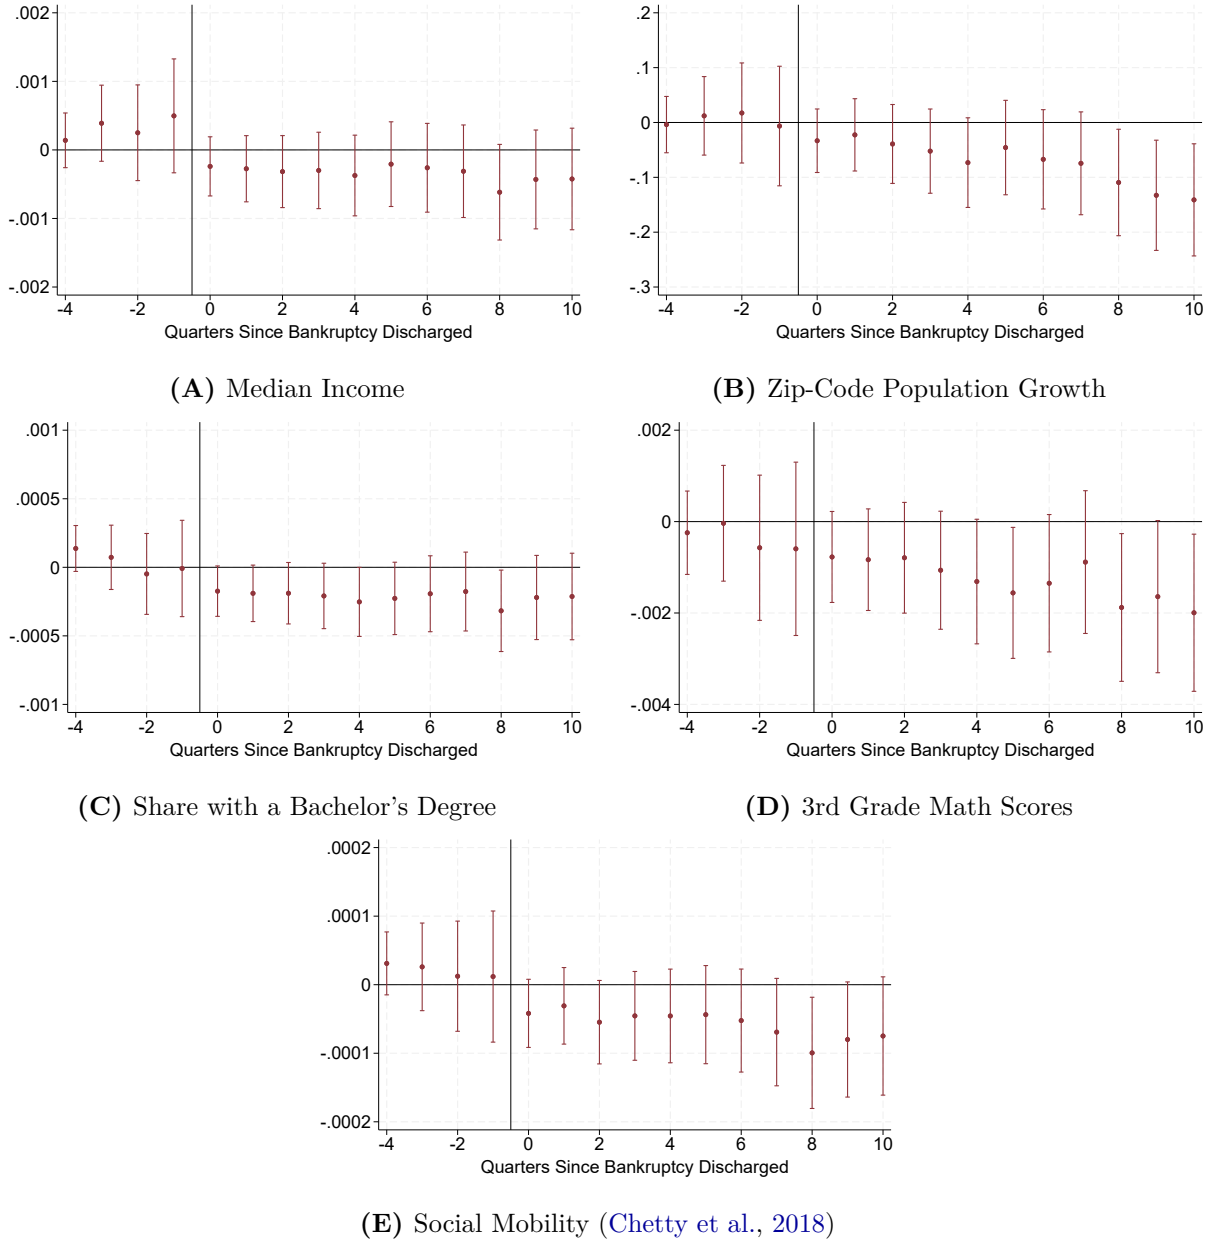 .002
.001
0
-.001
-.002
-4 -2 0 2 4 6 8 10
Quarters Since Bankruptcy Discharged
(A) Median Income
.2
.1
0
-.1
-.2
-.3
-4 -2 0 2 4 6 8 10
Quarters Since Bankruptcy Discharged
(B) Zip-Code Population Growth
.001
.0005
0
-.0005
-.001
-4 -2 0 2 4 6 8 10
Quarters Since Bankruptcy Discharged
(C) Share with a Bachelor's Degree
.002
0
-.002
-.004
-4 -2 0 2 4 6 8 10
Quarters Since Bankruptcy Discharged
(D) 3rd Grade Math Scores
.0002
.0001
0
-.0001
-.0002
-4 -2 0 2 4 6 8 10
Quarters Since Bankruptcy Discharged
(E) Social Mobility (Chetty et al., 2018)